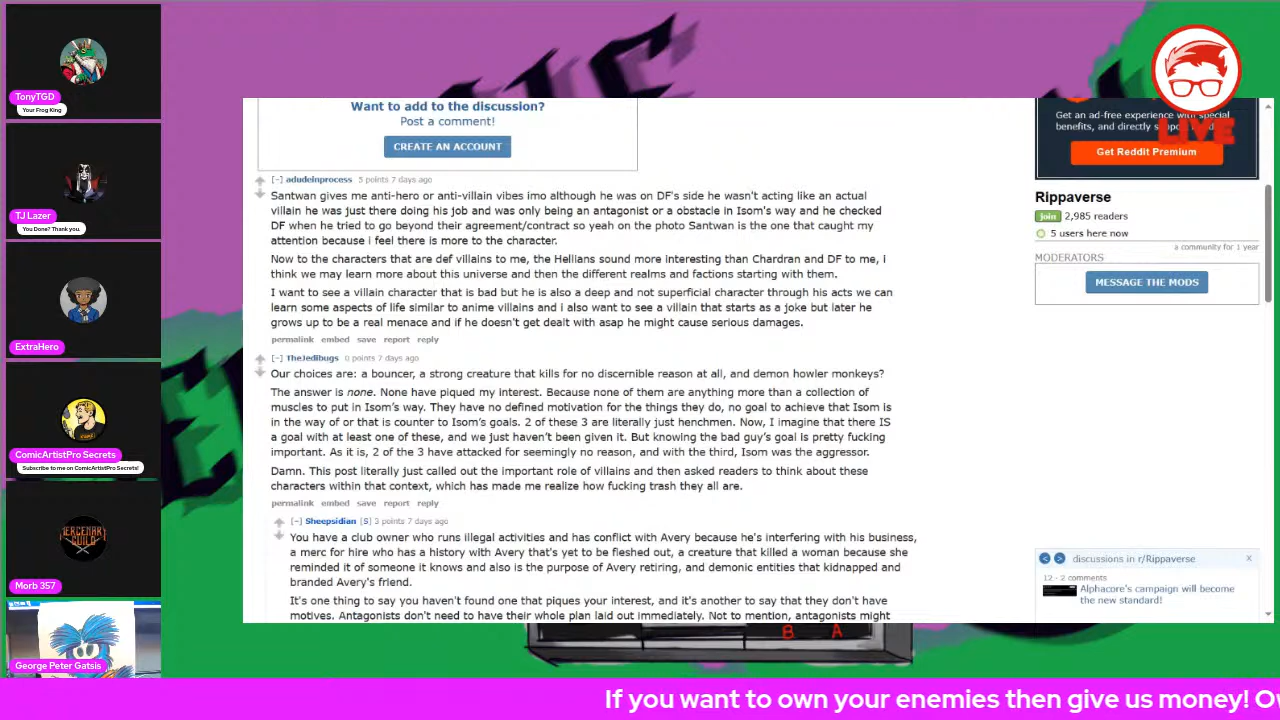 TonyTGD
Your Frog King
TJ Lazer
You Done? Thank you.
ExtraHero
ComicArtistPro Secrets
Subscribe to me on ComicArtistPro Secrets!
MERCENARY
GUILD
Morb 357
George Peter Gatsis
Want to add to the discussion?
Post a comment!
CREATE AN ACCOUNT
[–] adudeinprocess 5 points 7 days ago
Santwan gives me anti-hero or anti-villain vibes imo although he was on DF's side he wasn't acting like an actual
villain he was just there doing his job and was only being an antagonist or a obstacle in Isom's way and he checked
DF when he tried to go beyond their agreement/contract so yeah on the photo Santwan is the one that caught my
attention because i feel there is more to the character.
Now to the characters that are def villains to me, the Hellians sound more interesting than Chardran and DF to me, i
think we may learn more about this universe and then the different realms and factions starting with them.
I want to see a villain character that is bad but he is also a deep and not superficial character through his acts we can
learn some aspects of life similar to anime villains and i also want to see a villain that starts as a joke but later he
grows up to be a real menace and if he doesn't get dealt with asap he might cause serious damages.
permalink embed save report reply
[–] TheJedibugs 0 points 7 days ago
Our choices are: a bouncer, a strong creature that kills for no discernible reason at all, and demon howler monkeys?
The answer is none. None have piqued my interest. Because none of them are anything more than a collection of
muscles to put in Isom's way. They have no defined motivation for the things they do, no goal to achieve that Isom is
in the way of or that is counter to Isom's goals. 2 of these 3 are literally just henchmen. Now, I imagine that there IS
a goal with at least one of these, and we just haven't been given it. But knowing the bad guy's goal is pretty fucking
important. As it is, 2 of the 3 have attacked for seemingly no reason, and with the third, Isom was the aggressor.
Damn. This post literally just called out the important role of villains and then asked readers to think about these
characters within that context, which has made me realize how fucking trash they all are.
permalink embed save report reply
[–] Sheepsidian [S] 3 points 7 days ago
You have a club owner who runs illegal activities and has conflict with Avery because he's interfering with his business,
a merc for hire who has a history with Avery that's yet to be fleshed out, a creature that killed a woman because she
reminded it of someone it knows but also is the purpose of Avery retiring, and demonic entities that kidnapped and
branded Avery's friend.
It's one thing to say you haven't found one that piques your interest, and it's another to say that they don't have
motives. Antagonists don't need to have their whole plan laid out immediately. Not to mention, antagonists might
Get an ad-free experience with special
benefits, and directly
Get Reddit Premium
LIVE
Rippaverse
join 2,985 readers
5 users here now
a community for 1 year
MODERATORS
MESSAGE THE MODS
< > discussions in r/Rippaverse X
12 · 2 comments
Alphacore's campaign will become
the new standard!
B A
If you want to own your enemies then give us money!